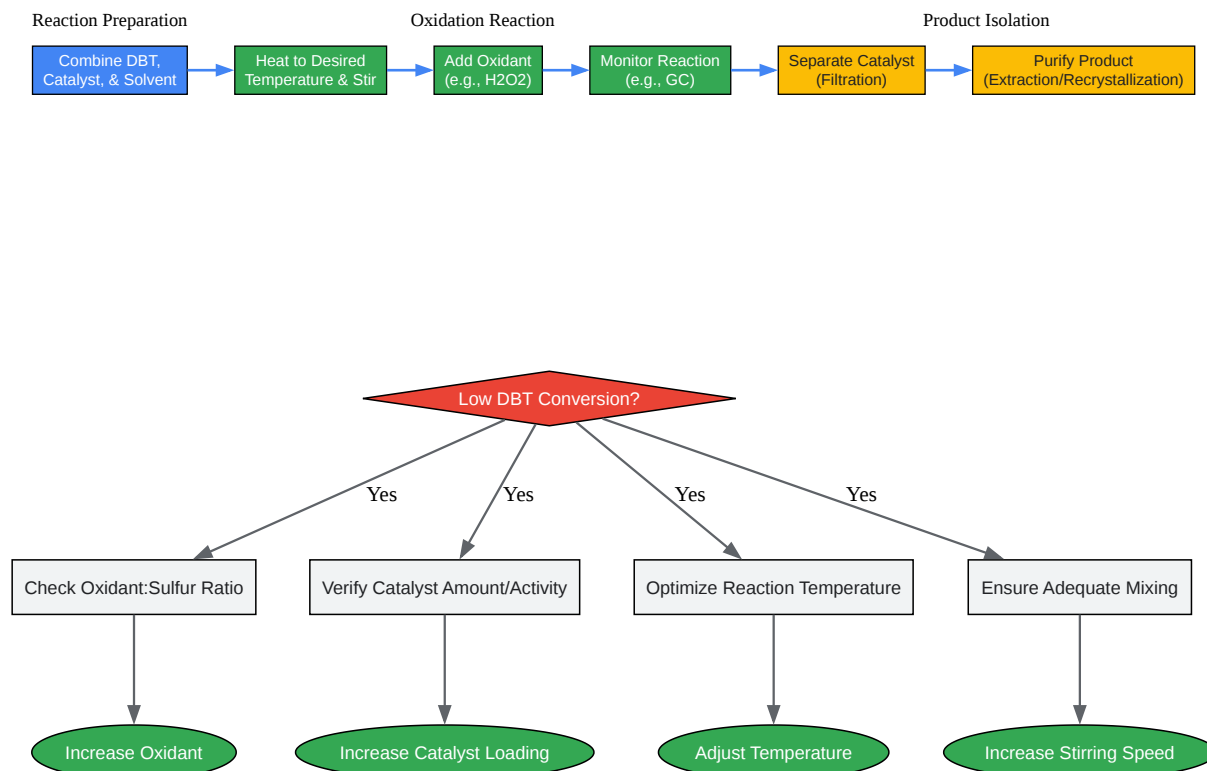 Reaction Preparation
Oxidation Reaction
Product Isolation
Combine DBT,
Catalyst, & Solvent
Heat to Desired
Temperature & Stir
Add Oxidant
(e.g., H2O2)
Monitor Reaction
(e.g., GC)
Separate Catalyst
(Filtration)
Purify Product
(Extraction/Recrystallization)
Low DBT Conversion?
Yes
Yes
Yes
Yes
Check Oxidant:Sulfur Ratio
Verify Catalyst Amount/Activity
Optimize Reaction Temperature
Ensure Adequate Mixing
Increase Oxidant
Increase Catalyst Loading
Adjust Temperature
Increase Stirring Speed